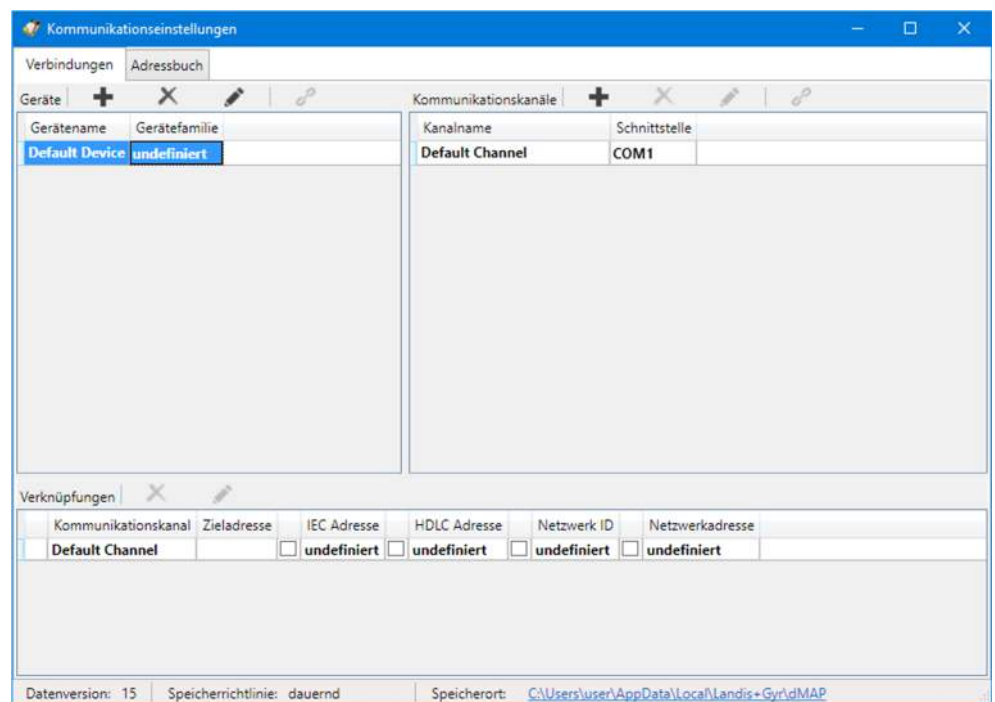 Kommunikationseinstellungen
Verbindungen Adressbuch
Geräte Kommunikationskanäle
Gerätename Gerätefamilie Kanalname Schnittstelle
Default Device undefiniert Default Channel COM1
Verknüpfungen
Kommunikationskanal Zieladresse IEC Adresse HDLC Adresse Netzwerk ID Netzwerkadresse
Default Channel undefiniert undefiniert undefiniert undefiniert
Datenversion: 15 Speicherrichtlinie: dauernd Speicherort: C:\Users\user\AppData\Local\Landis+Gyr\dMAP